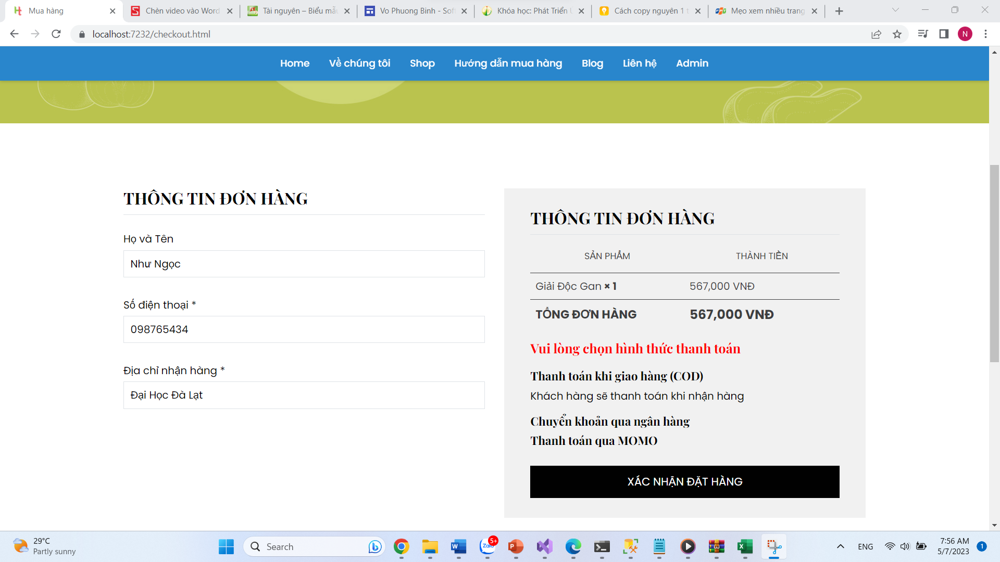 Mua hàng
Chèn video vào Word
Tài nguyên – Biểu mẫu
Vo Phuong Binh - Soft
Khóa học: Phát Triển
Cách copy nguyên 1 t
Mẹo xem nhiều trang
localhost:7232/checkout.html
N
Home Về chúng tôi Shop Hướng dẫn mua hàng Blog Liên hệ Admin
THÔNG TIN ĐƠN HÀNG
Họ và Tên
Như Ngọc
Số điện thoại *
098765434
Địa chỉ nhận hàng *
Đại Học Đà Lạt
THÔNG TIN ĐƠN HÀNG
SẢN PHẨM THÀNH TIỀN
Giải Độc Gan × 1 567,000 VNĐ
TỔNG ĐƠN HÀNG 567,000 VNĐ
Vui lòng chọn hình thức thanh toán
Thanh toán khi giao hàng (COD)
Khách hàng sẽ thanh toán khi nhận hàng
Chuyển khoản qua ngân hàng
Thanh toán qua MOMO
XÁC NHẬN ĐẶT HÀNG
29°C
Partly sunny
Search
Zalo
5+
ENG
7:56 AM
5/7/2023
1